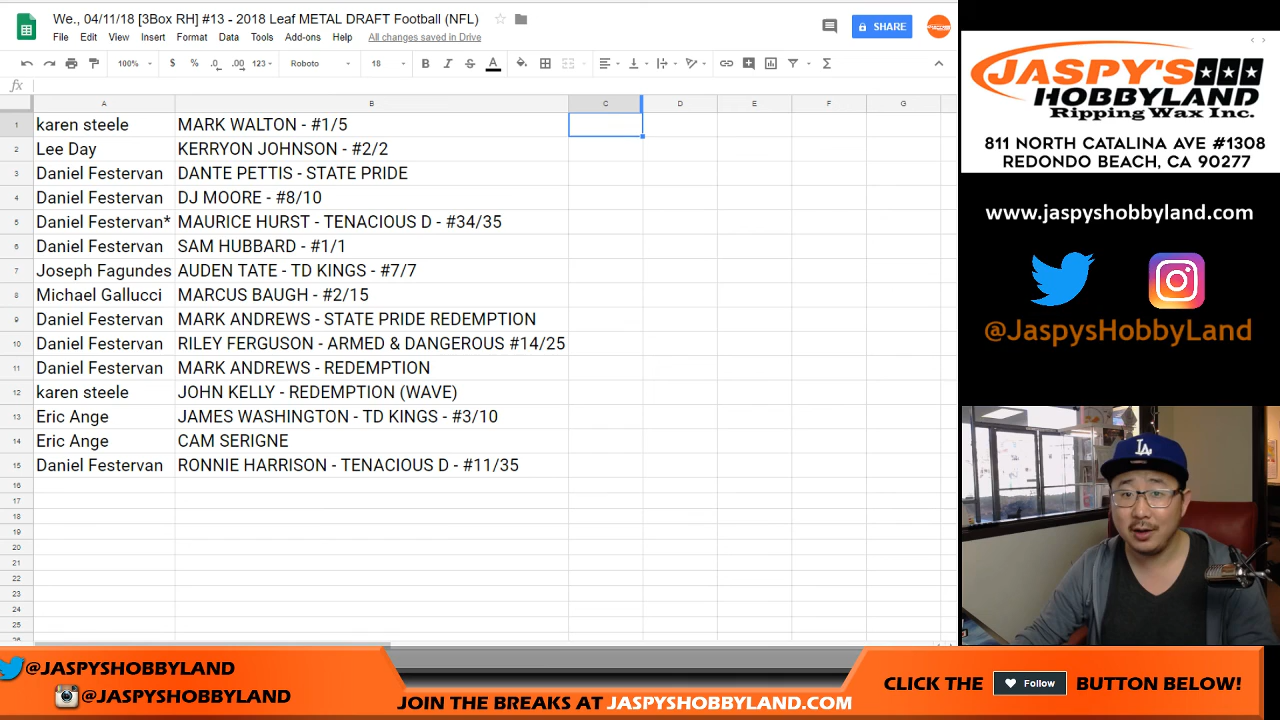 We., 04/11/18 [3Box RH] #13 - 2018 Leaf METAL DRAFT Football (NFL)
File Edit View Insert Format Data Tools Add-ons Help All changes saved in Drive
SHARE
100% $ % .0 .00 123 Roboto 18 B I S A
fx
A B C D E F G
1 karen steele MARK WALTON - #1/5
2 Lee Day KERRYON JOHNSON - #2/2
3 Daniel Festervan DANTE PETTIS - STATE PRIDE
4 Daniel Festervan DJ MOORE - #8/10
5 Daniel Festervan* MAURICE HURST - TENACIOUS D - #34/35
6 Daniel Festervan SAM HUBBARD - #1/1
7 Joseph Fagundes AUDEN TATE - TD KINGS - #7/7
8 Michael Gallucci MARCUS BAUGH - #2/15
9 Daniel Festervan MARK ANDREWS - STATE PRIDE REDEMPTION
10 Daniel Festervan RILEY FERGUSON - ARMED & DANGEROUS #14/25
11 Daniel Festervan MARK ANDREWS - REDEMPTION
12 karen steele JOHN KELLY - REDEMPTION (WAVE)
13 Eric Ange JAMES WASHINGTON - TD KINGS - #3/10
14 Eric Ange CAM SERIGNE
15 Daniel Festervan RONNIE HARRISON - TENACIOUS D - #11/35
16
17
18
19
20
21
22
23
24
25
JASPY'S
HOBBYLAND
Ripping Wax Inc.
811 NORTH CATALINA AVE #1308
REDONDO BEACH, CA 90277
www.jaspyshobbyland.com
@JaspysHobbyLand
LA
@JASPYSHOBBYLAND
@JASPYSHOBBYLAND
JOIN THE BREAKS AT JASPYSHOBBYLAND.COM
CLICK THE Follow BUTTON BELOW!